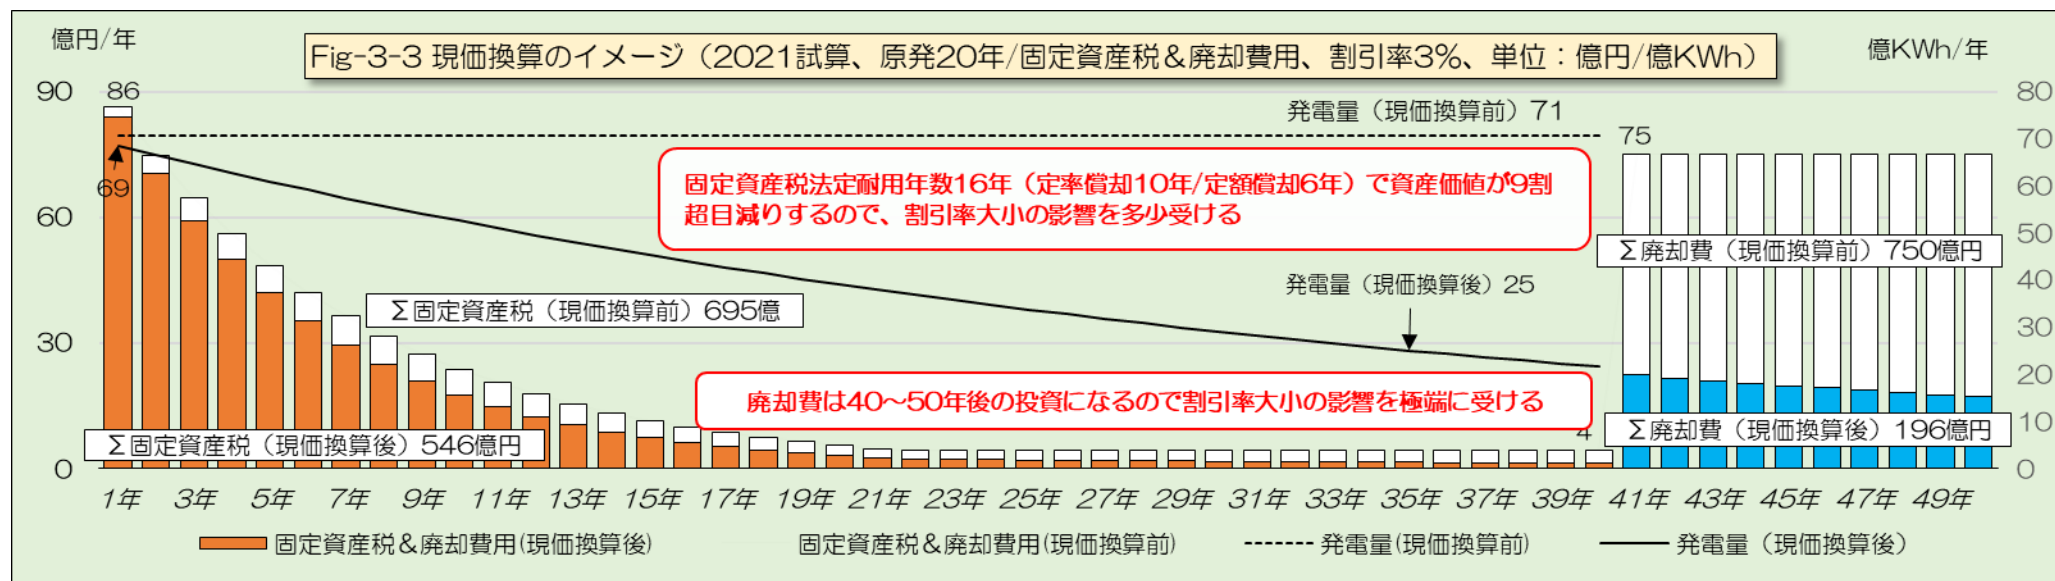 億円/年
Fig-3-3 現価換算のイメージ（2021試算、原発20年/固定資産税＆廃却費用、割引率3%、単位：億円/億KWh）
億KWh/年
90
86
80
発電量（現価換算前）71
75
70
固定資産税法定耐用年数16年（定率償却10年/定額償却6年）で資産価値が9割
超目減りするので、割引率大小の影響を多少受ける
69
60
60
50
Σ廃却費（現価換算前）750億円
発電量（現価換算後）25
40
Σ固定資産税（現価換算前）695億
30
30
20
廃却費は40～50年後の投資になるので割引率大小の影響を極端に受ける
4
Σ固定資産税（現価換算後）546億円
Σ廃却費（現価換算後）196億円
10
0
0
1年 3年 5年 7年 9年 11年 13年 15年 17年 19年 21年 23年 25年 27年 29年 31年 33年 35年 37年 39年 41年 43年 45年 47年 49年
固定資産税＆廃却費用(現価換算後) 固定資産税＆廃却費用(現価換算前) 発電量(現価換算前) 発電量（現価換算後）